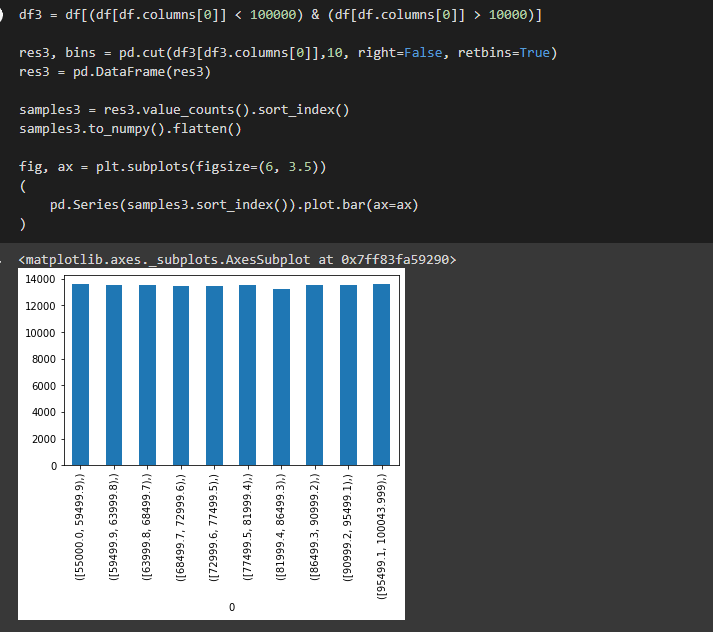 df3 = df[(df[df.columns[0]] < 100000) & (df[df.columns[0]] > 10000)]
res3, bins = pd.cut(df3[df3.columns[0]],10, right=False, retbins=True)
res3 = pd.DataFrame(res3)
samples3 = res3.value_counts().sort_index()
samples3.to_numpy().flatten()
fig, ax = plt.subplots(figsize=(6, 3.5))
(
    pd.Series(samples3.sort_index()).plot.bar(ax=ax)
)
<matplotlib.axes._subplots.AxesSubplot at 0x7ff83fa59290>
14000
12000
10000
8000
6000
4000
2000
0
([55000.0, 59499.9),)
([59499.9, 63999.8),)
([63999.8, 68499.7),)
([68499.7, 72999.6),)
([72999.6, 77499.5),)
([77499.5, 81999.4),)
([81999.4, 86499.3),)
([86499.3, 90999.2),)
([90999.2, 95499.1),)
([95499.1, 100043.999),)
0